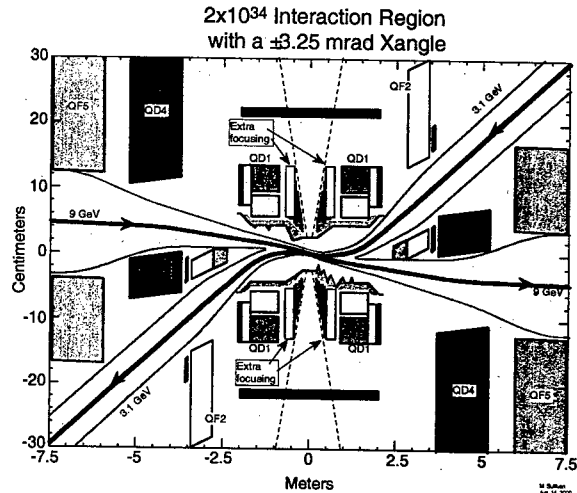 2x10³⁴ Interaction Region
with a ±3.25 mrad Xangle
Centimeters
30
20
10
0
-10
-20
-30
QF5
QD4
QF2
3.1 GeV
Extra
focusing
QD1
QD1
9 GeV
9 GeV
QD1
QD1
Extra
focusing
3.1 GeV
QF2
QD4
QF5
-7.5
-5
-2.5
0
2.5
5
7.5
Meters